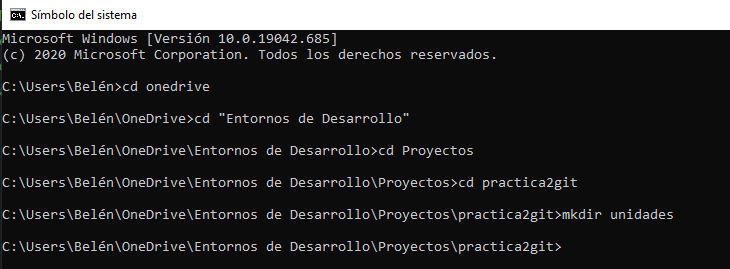 Símbolo del sistema
Microsoft Windows [Versión 10.0.19042.685]
(c) 2020 Microsoft Corporation. Todos los derechos reservados.
C:\Users\Belén>cd onedrive
C:\Users\Belén\OneDrive>cd "Entornos de Desarrollo"
C:\Users\Belén\OneDrive\Entornos de Desarrollo>cd Proyectos
C:\Users\Belén\OneDrive\Entornos de Desarrollo\Proyectos>cd practica2git
C:\Users\Belén\OneDrive\Entornos de Desarrollo\Proyectos\practica2git>mkdir unidades
C:\Users\Belén\OneDrive\Entornos de Desarrollo\Proyectos\practica2git>